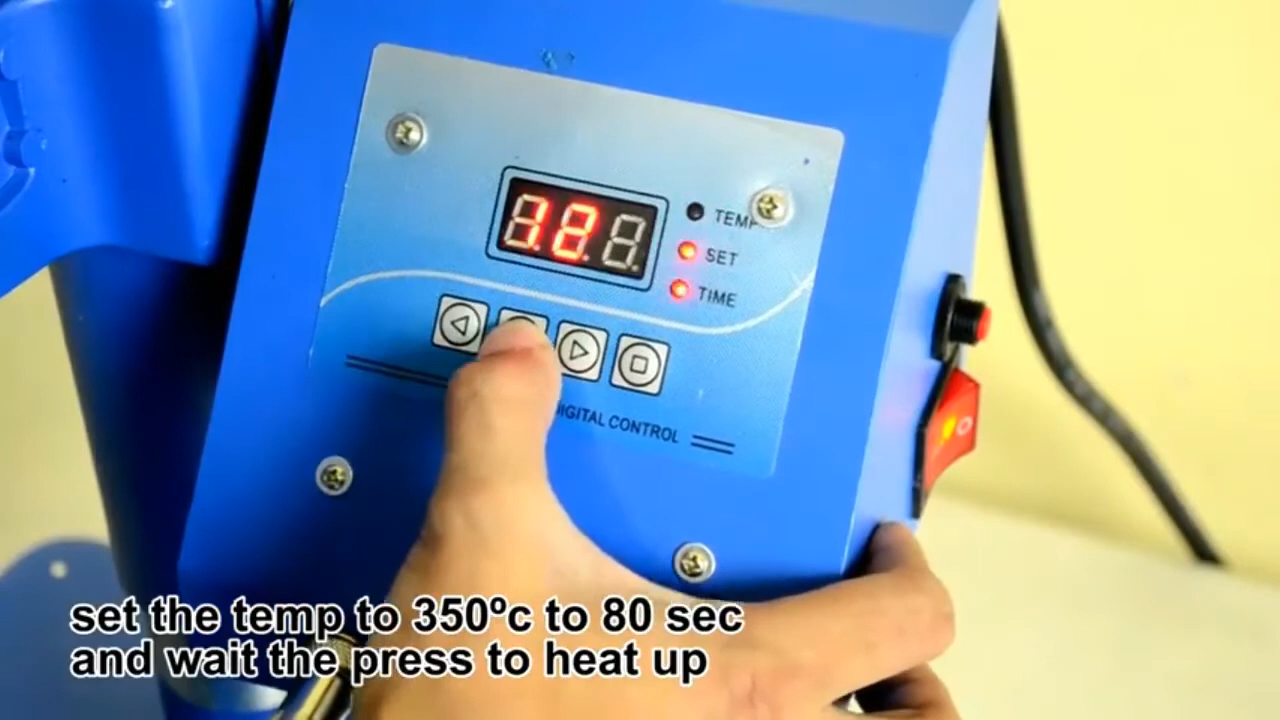 12
TEMP
SET
TIME
DIGITAL CONTROL
set the temp to 350ºc to 80 sec
and wait the press to heat up